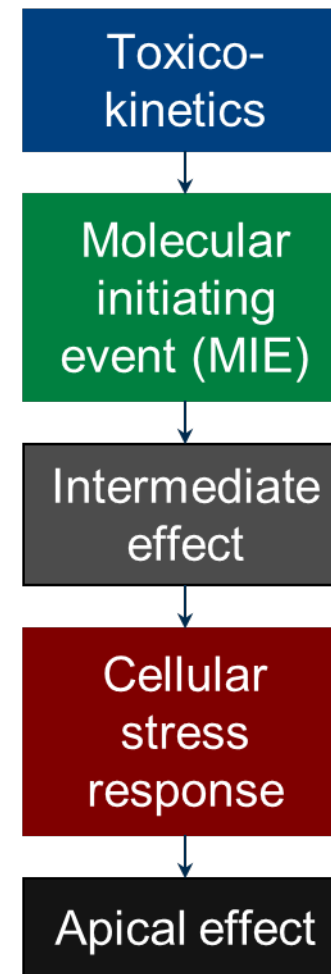 Toxico-
kinetics
Molecular
initiating
event (MIE)
Intermediate
effect
Cellular
stress
response
Apical effect